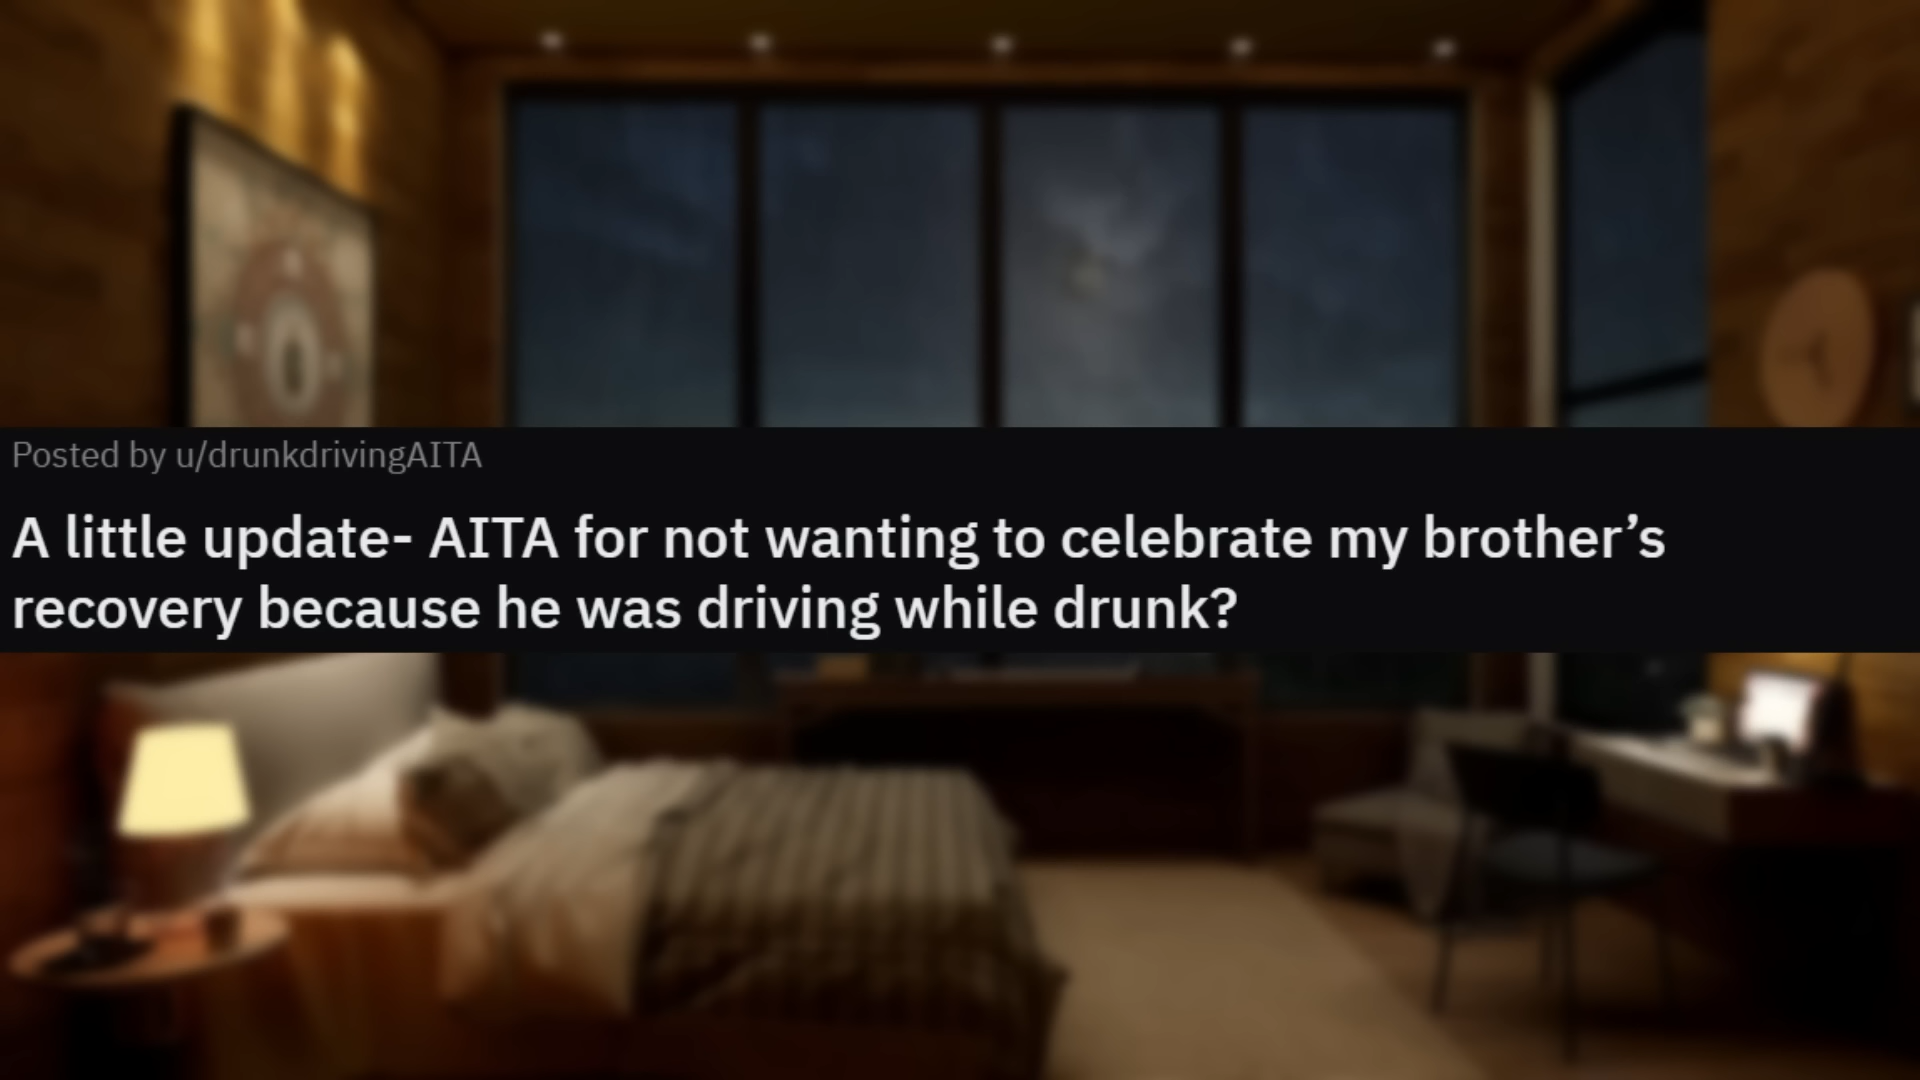 Posted by u/drunkdrivingAITA
A little update- AITA for not wanting to celebrate my brother’s
recovery because he was driving while drunk?